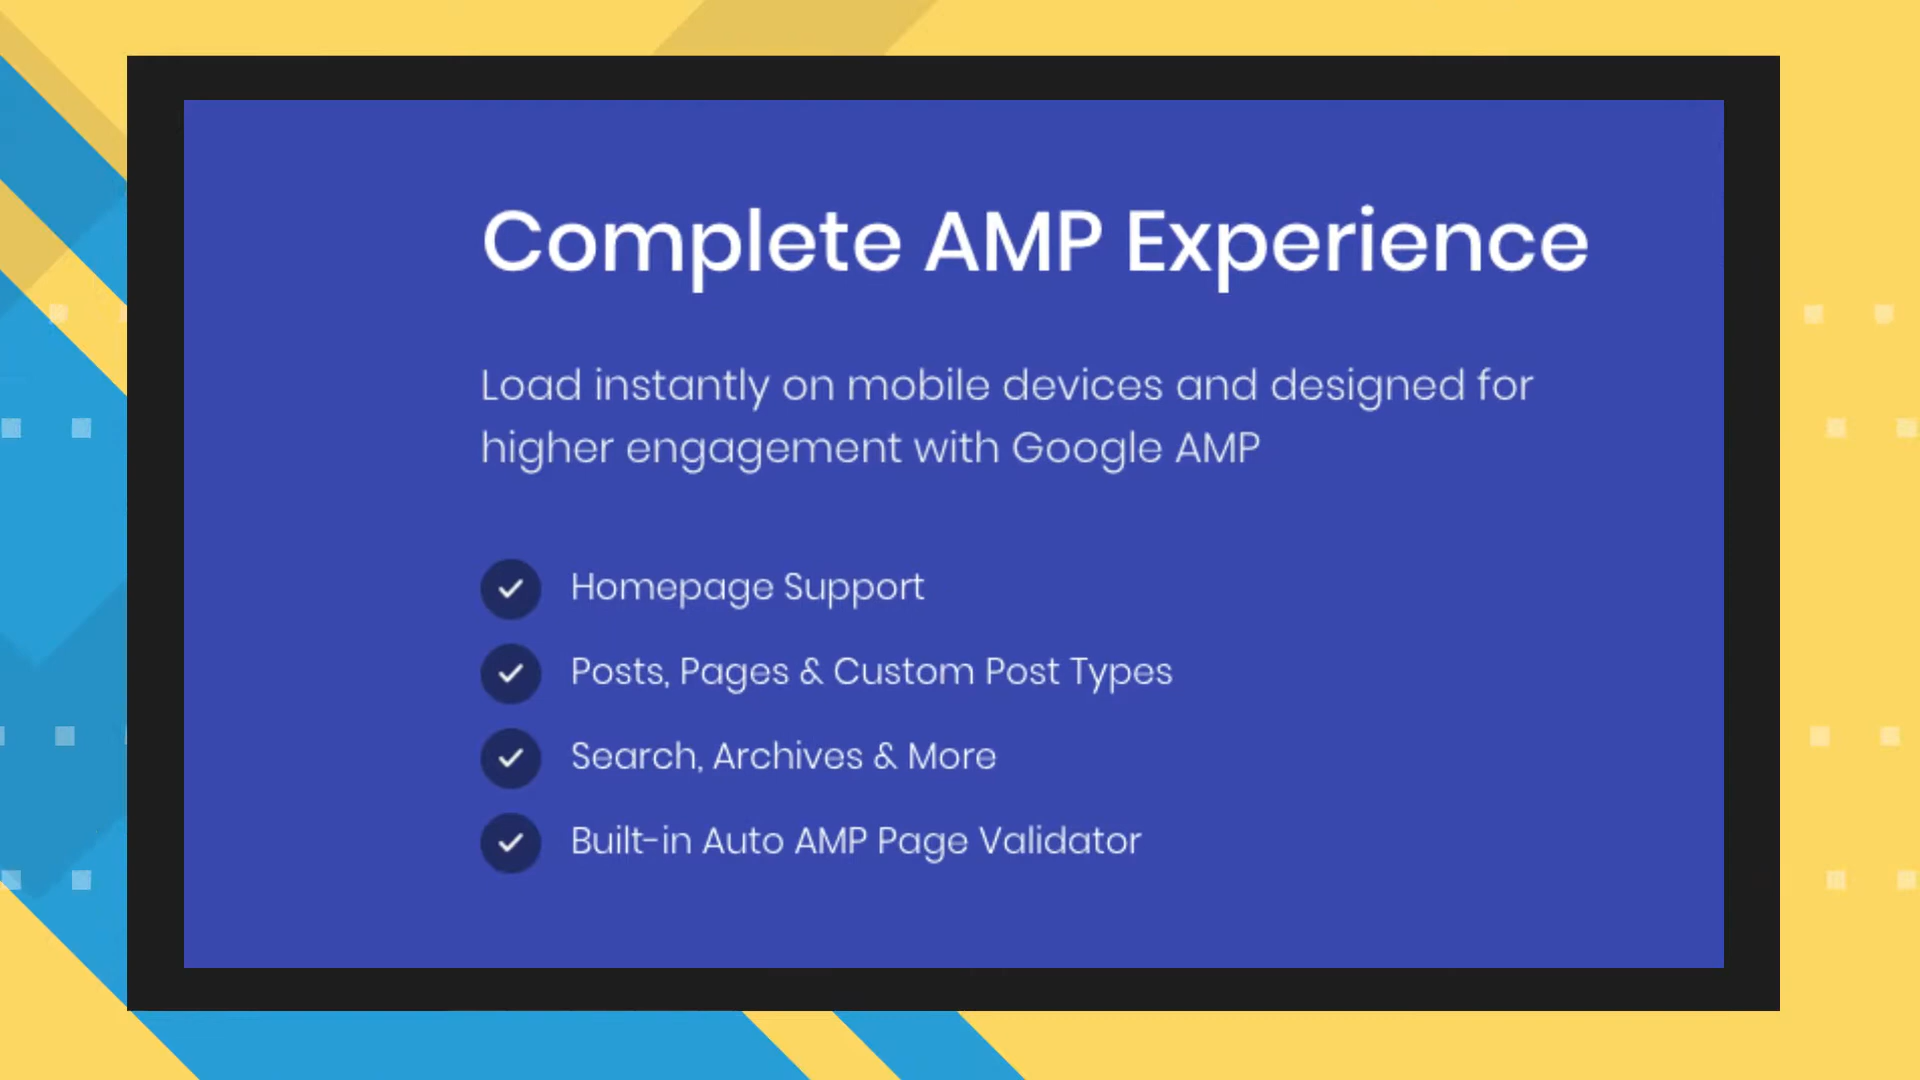 Complete AMP Experience
Load instantly on mobile devices and designed for
higher engagement with Google AMP
Homepage Support
Posts, Pages & Custom Post Types
Search, Archives & More
Built-in Auto AMP Page Validator